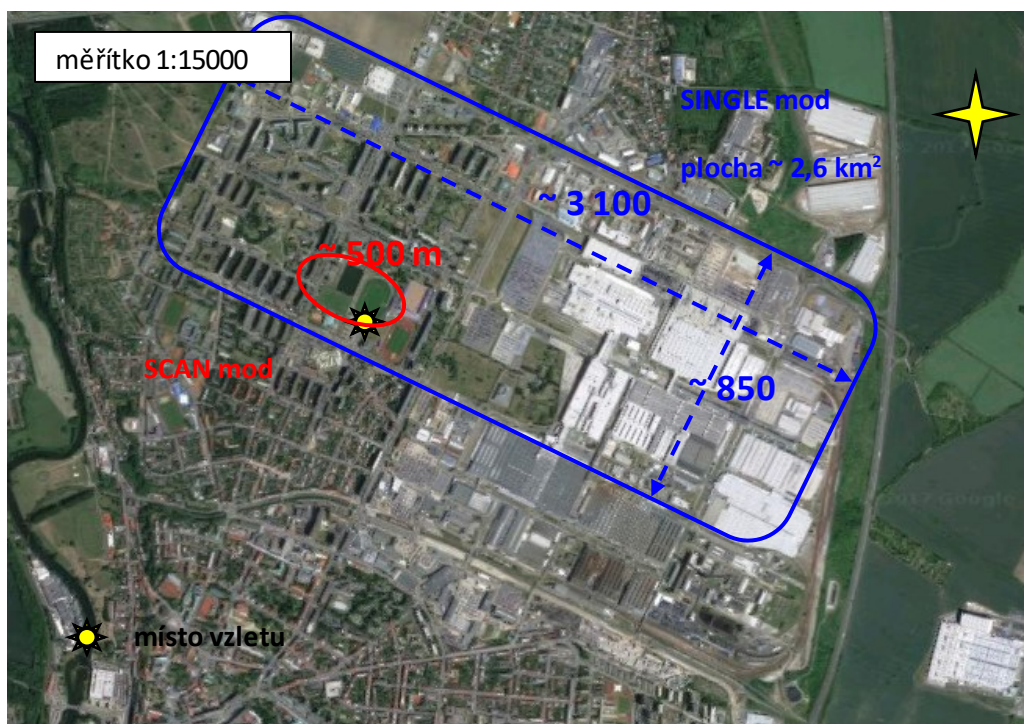 měřítko 1:15000
SINGLE mod
plocha ~ 2,6 km²
~ 3 100
~ 500 m
SCAN mod
~ 850
místo vzletu